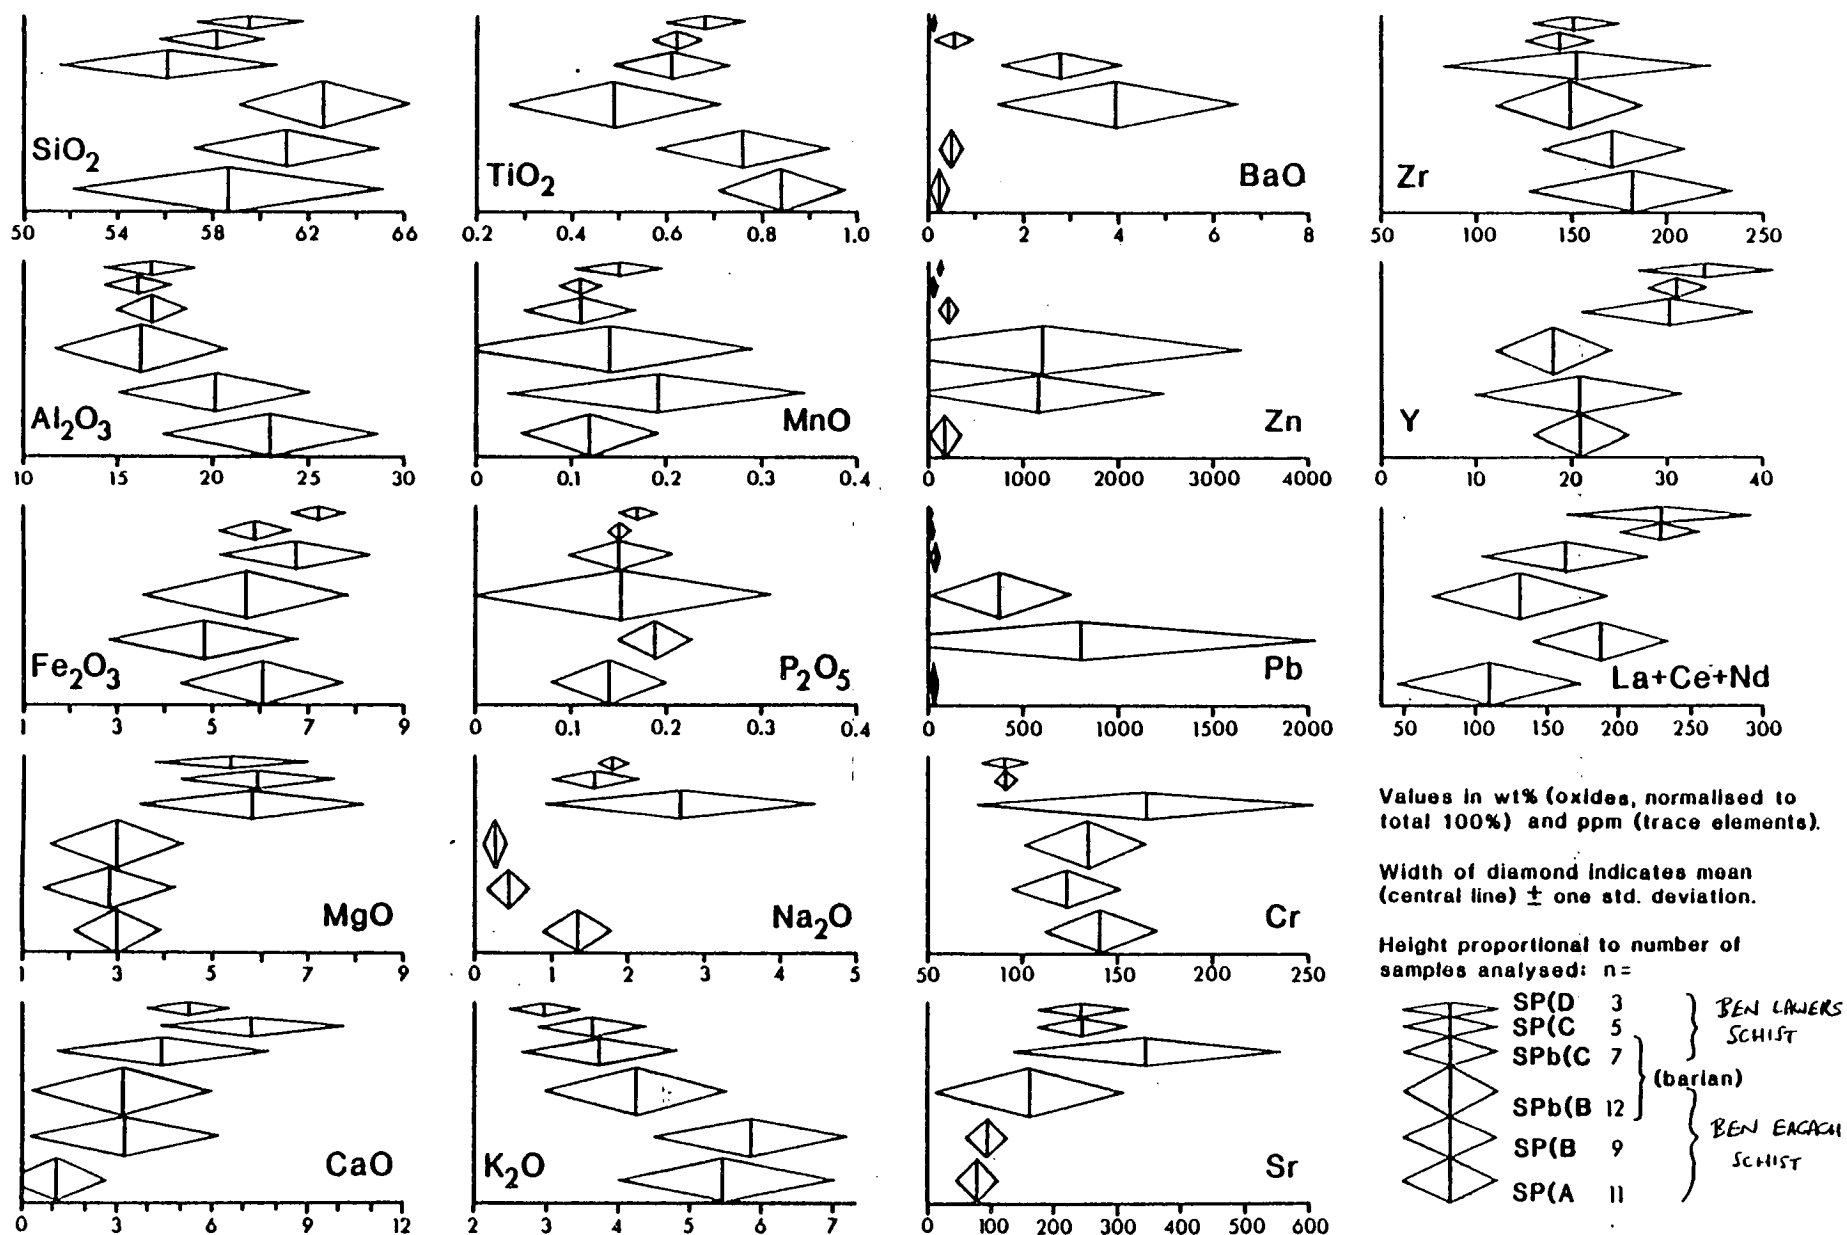 SiO2
50 54 58 62 66
TiO2
0.2 0.4 0.6 0.8 1.0
BaO
0 2 4 6 8
Zr
50 100 150 200 250
Al2O3
10 15 20 25 30
MnO
0 0.1 0.2 0.3 0.4
Zn
0 1000 2000 3000 4000
Y
0 10 20 30 40
Fe2O3
1 3 5 7 9
P2O5
0 0.1 0.2 0.3 0.4
Pb
0 500 1000 1500 2000
La+Ce+Nd
50 100 150 200 250 300
MgO
1 3 5 7 9
Na2O
0 1 2 3 4 5
Cr
50 100 150 200 250
CaO
0 3 6 9 12
K2O
2 3 4 5 6 7
Sr
0 100 200 300 400 500 600
Values in wt% (oxides, normalised to
total 100%) and ppm (trace elements).
Width of diamond indicates mean
(central line) ± one std. deviation.
Height proportional to number of
samples analysed: n=
SP(D 3
SP(C 5
SPb(C 7
SPb(B 12
SP(B 9
SP(A 11
(barian)
BEN LAWERS
SCHIST
BEN EAGACH
SCHIST